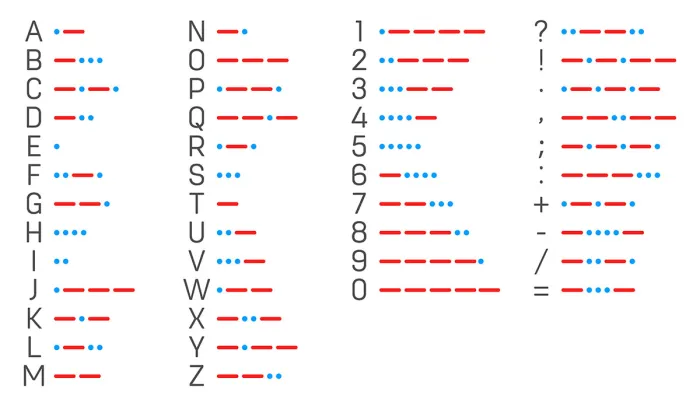 A •—
B —•••
C —•—•
D —••
E •
F ••—•
G ——•
H ••••
I ••
J •———
K —•—
L •—••
M ——
N —•
O ———
P •——•
Q ——•—
R •—•
S •••
T —
U ••—
V •••—
W •——
X —••—
Y —•——
Z ——••
1 •————
2 ••———
3 •••——
4 ••••—
5 •••••
6 —••••
7 ——•••
8 ———••
9 ————•
0 —————
? ••——••
! —•—•——
. •—•—•—
, ——••——
; —•—•—•
: ———•••
+ •—•—•
- —••••—
/ —••—•
= —•••—